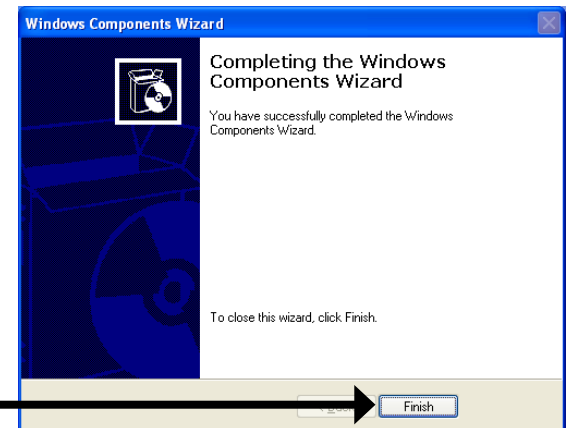 Windows Components Wizard
Completing the Windows
Components Wizard
You have successfully completed the Windows
Components Wizard.
To close this wizard, click Finish.
Finish